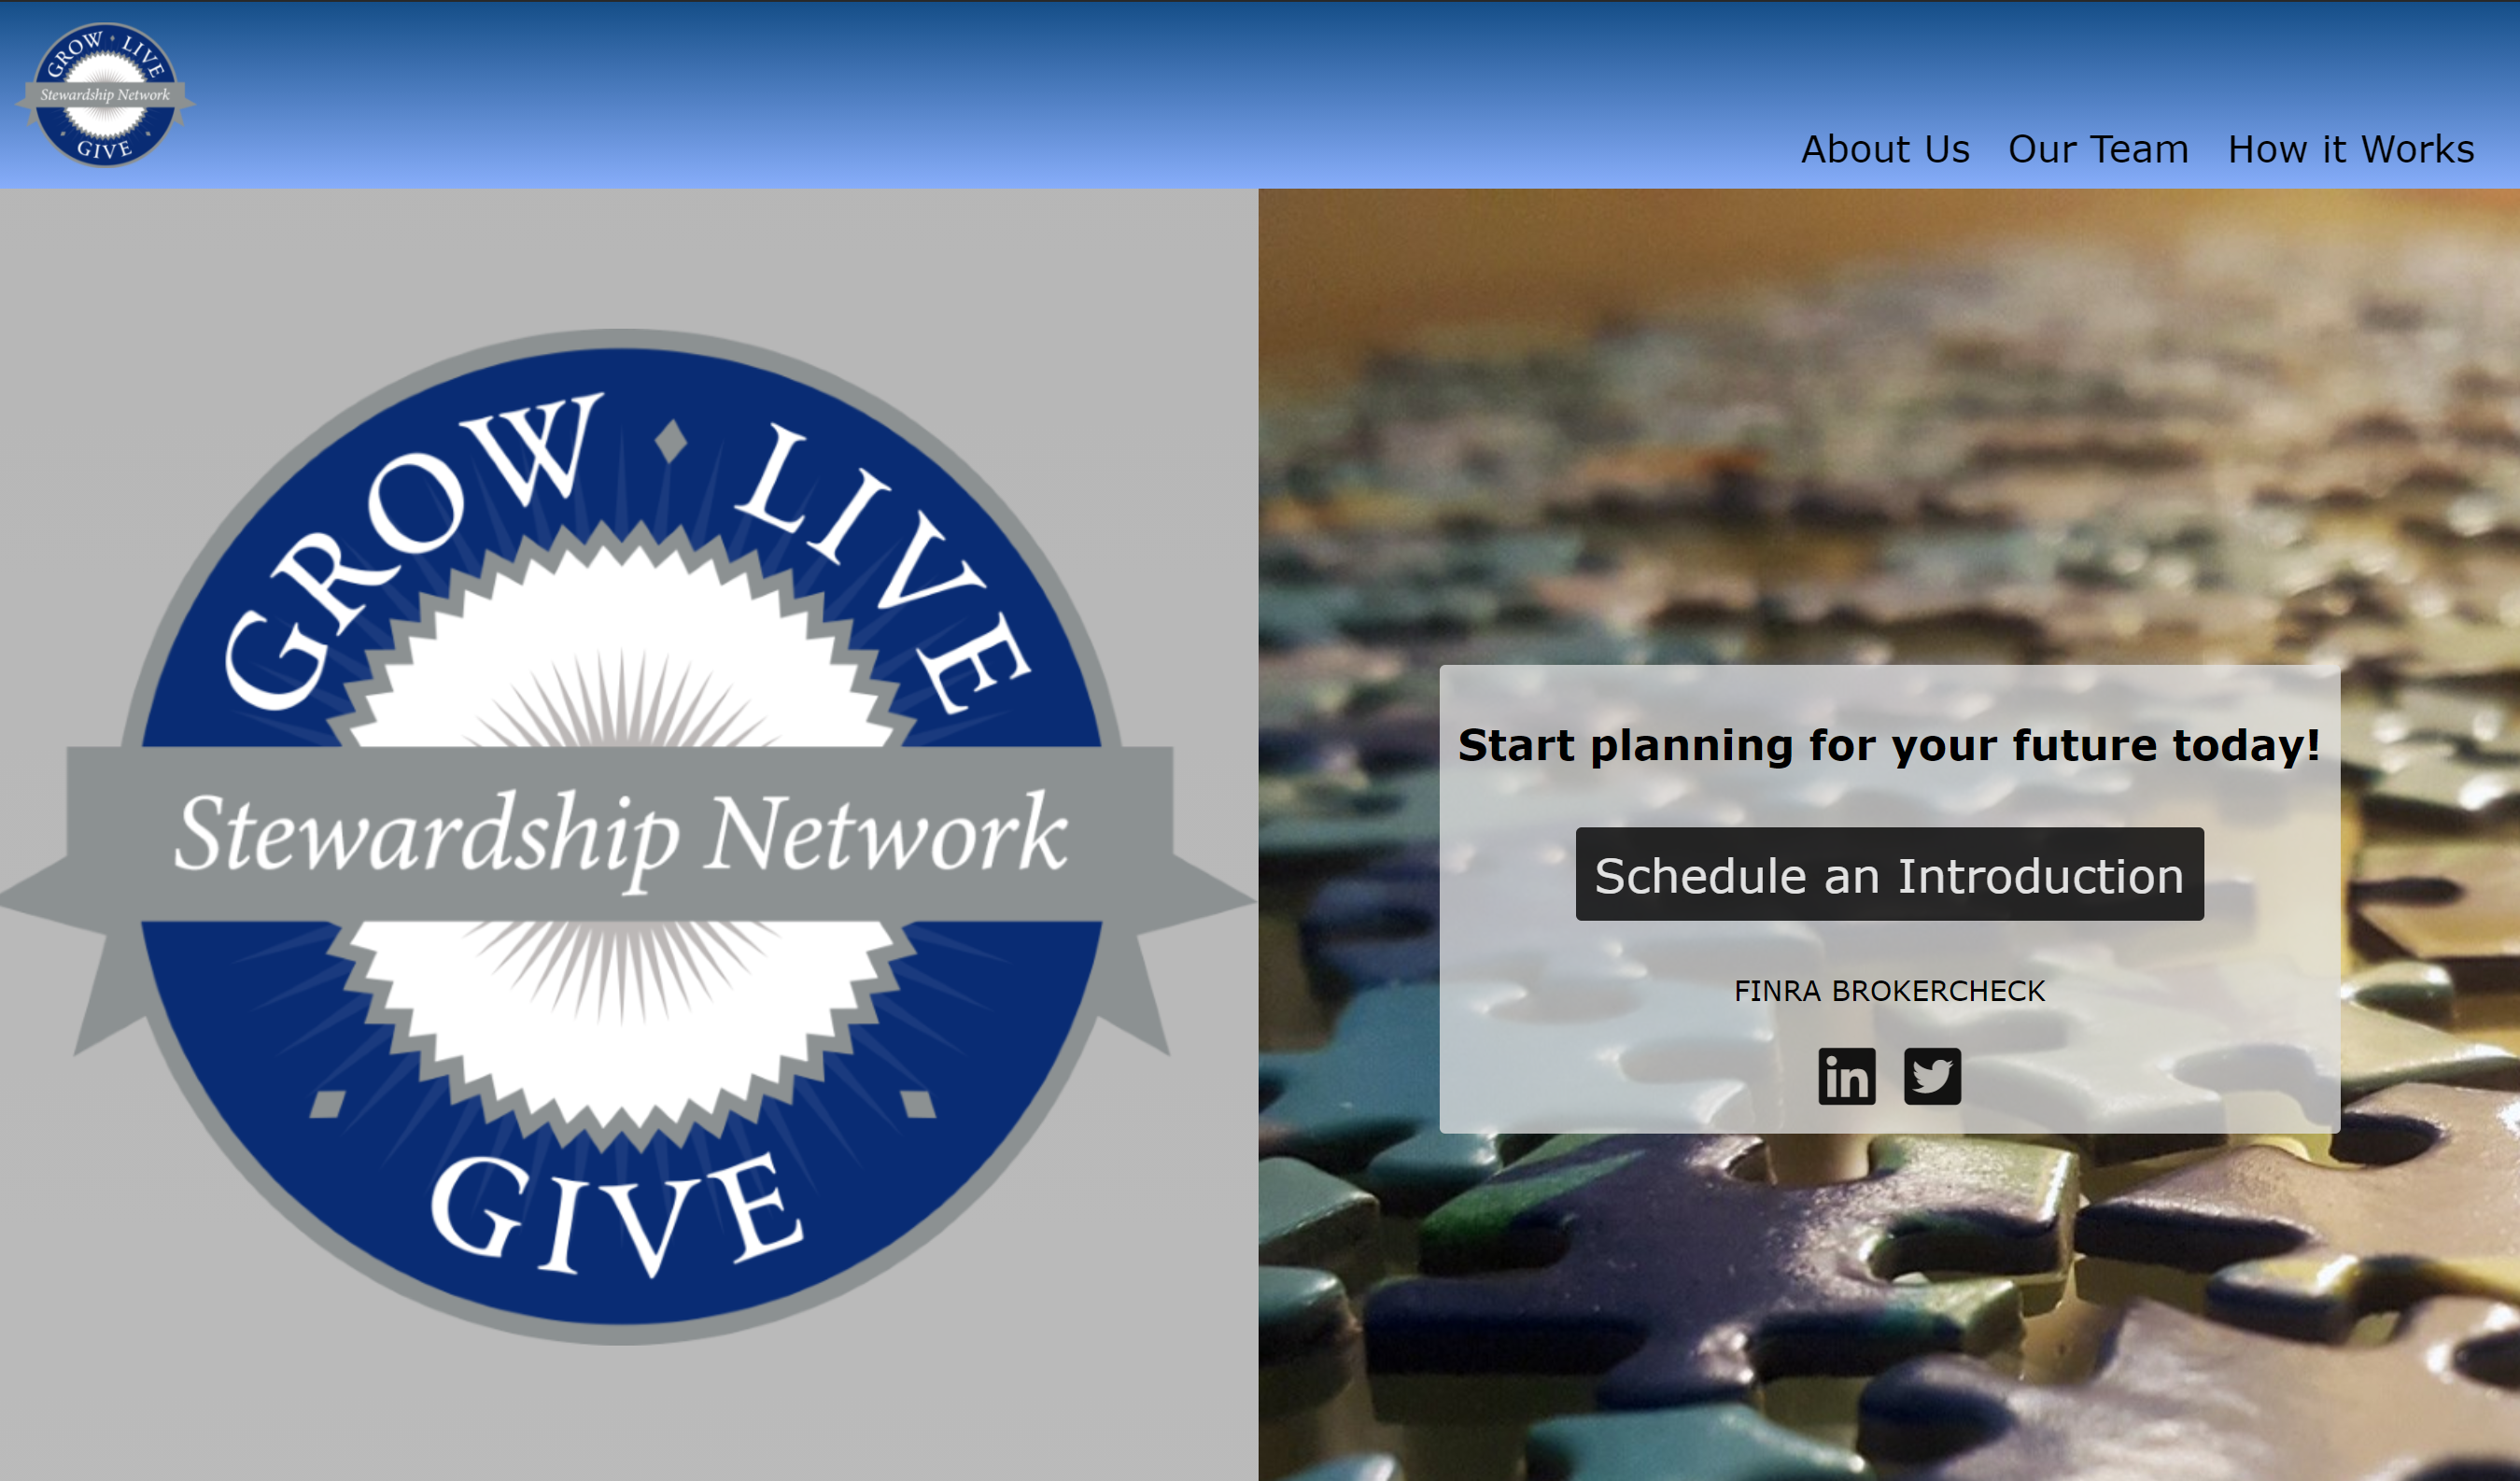 GROW · LIVE
Stewardship Network
GIVE
About Us Our Team How it Works
GROW LIVE
Stewardship Network
GIVE
Start planning for your future today!
Schedule an Introduction
FINRA BROKERCHECK
in